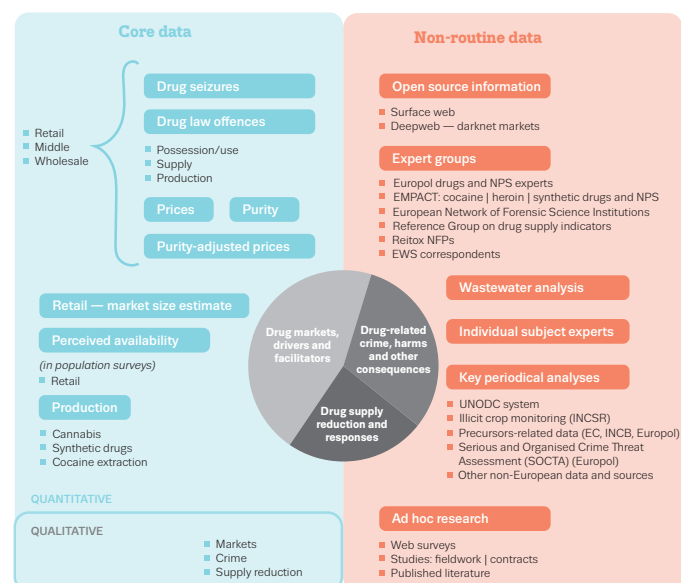 Core data
Retail
Middle
Wholesale
Drug seizures
Drug law offences
Possession/use
Supply
Production
Prices
Purity
Purity-adjusted prices
Retail — market size estimate
Perceived availability
(in population surveys)
Retail
Production
Cannabis
Synthetic drugs
Cocaine extraction
QUANTITATIVE
QUALITATIVE
Markets
Crime
Supply reduction
Drug markets,
drivers and
facilitators
Drug-related
crime, harms
and other
consequences
Drug supply
reduction and
responses
Non-routine data
Open source information
Surface web
Deepweb — darknet markets
Expert groups
Europol drugs and NPS experts
EMPACT: cocaine | heroin | synthetic drugs and NPS
European Network of Forensic Science Institutions
Reference Group on drug supply indicators
Reitox NFPs
EWS correspondents
Wastewater analysis
Individual subject experts
Key periodical analyses
UNODC system
Illicit crop monitoring (INCSR)
Precursors-related data (EC, INCB, Europol)
Serious and Organised Crime Threat
Assessment (SOCTA) (Europol)
Other non-European data and sources
Ad hoc research
Web surveys
Studies: fieldwork | contracts
Published literature